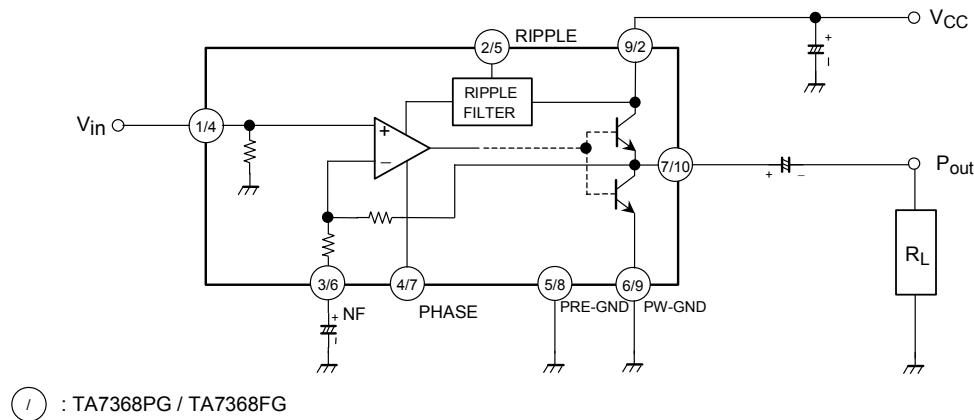 VCC
2/5 RIPPLE 9/2
+
−
RIPPLE
FILTER
Vin 1/4
+
−
7/10
+ −
Pout
RL
3/6 4/7 5/8 6/9
NF PHASE PRE-GND PW-GND
+
−
/ : TA7368PG / TA7368FG